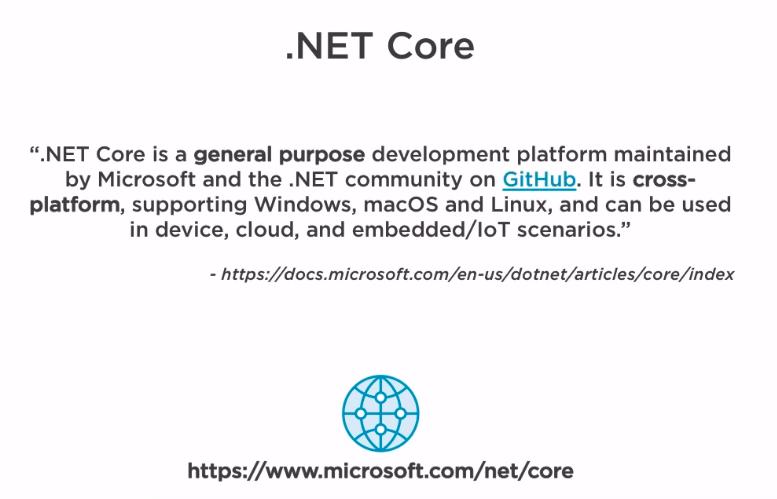 .NET Core
“.NET Core is a general purpose development platform maintained
by Microsoft and the .NET community on GitHub. It is cross-
platform, supporting Windows, macOS and Linux, and can be used
in device, cloud, and embedded/IoT scenarios.”
- https://docs.microsoft.com/en-us/dotnet/articles/core/index
https://www.microsoft.com/net/core